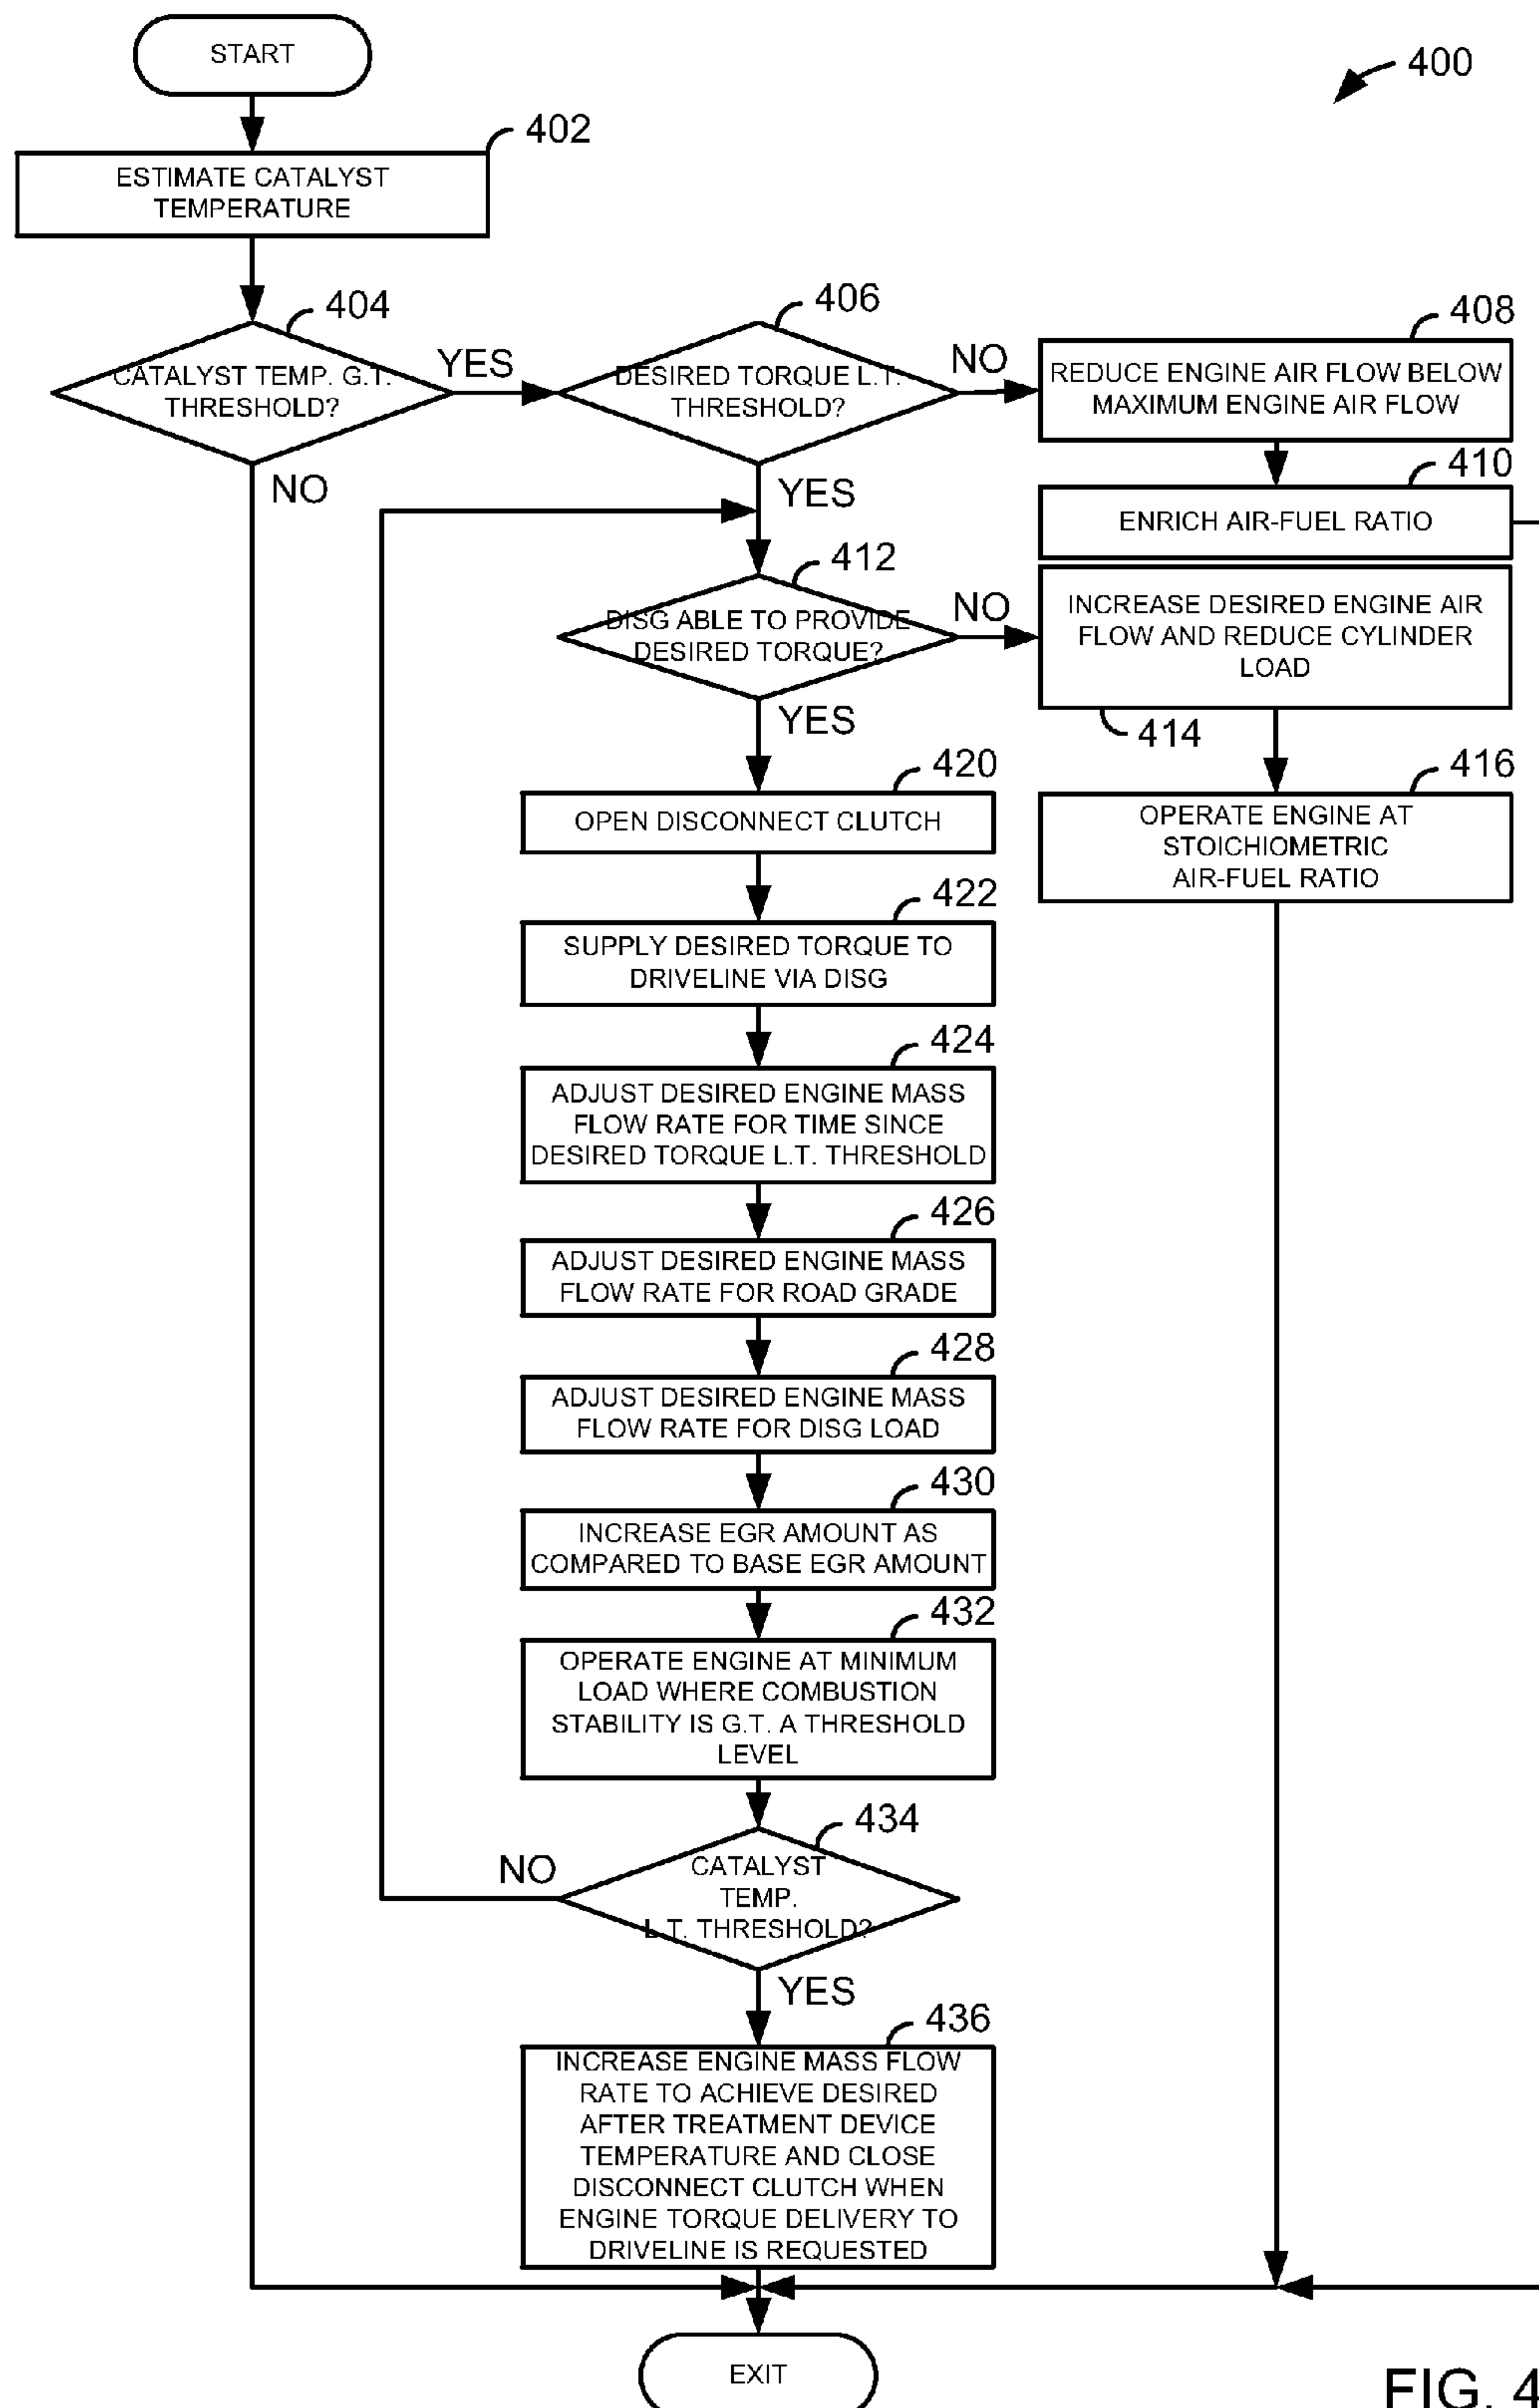 START
400
402
ESTIMATE CATALYST
TEMPERATURE
404
CATALYST TEMP. G.T.
THRESHOLD?
YES
NO
406
DESIRED TORQUE L.T.
THRESHOLD?
NO
YES
408
REDUCE ENGINE AIR FLOW BELOW
MAXIMUM ENGINE AIR FLOW
410
ENRICH AIR-FUEL RATIO
412
DISG ABLE TO PROVIDE
DESIRED TORQUE?
NO
YES
INCREASE DESIRED ENGINE AIR
FLOW AND REDUCE CYLINDER
LOAD
414
416
OPERATE ENGINE AT
STOICHIOMETRIC
AIR-FUEL RATIO
420
OPEN DISCONNECT CLUTCH
422
SUPPLY DESIRED TORQUE TO
DRIVELINE VIA DISG
424
ADJUST DESIRED ENGINE MASS
FLOW RATE FOR TIME SINCE
DESIRED TORQUE L.T. THRESHOLD
426
ADJUST DESIRED ENGINE MASS
FLOW RATE FOR ROAD GRADE
428
ADJUST DESIRED ENGINE MASS
FLOW RATE FOR DISG LOAD
430
INCREASE EGR AMOUNT AS
COMPARED TO BASE EGR AMOUNT
432
OPERATE ENGINE AT MINIMUM
LOAD WHERE COMBUSTION
STABILITY IS G.T. A THRESHOLD
LEVEL
434
CATALYST
TEMP.
L.T. THRESHOLD?
NO
YES
436
INCREASE ENGINE MASS FLOW
RATE TO ACHIEVE DESIRED
AFTER TREATMENT DEVICE
TEMPERATURE AND CLOSE
DISCONNECT CLUTCH WHEN
ENGINE TORQUE DELIVERY TO
DRIVELINE IS REQUESTED
EXIT
FIG. 4